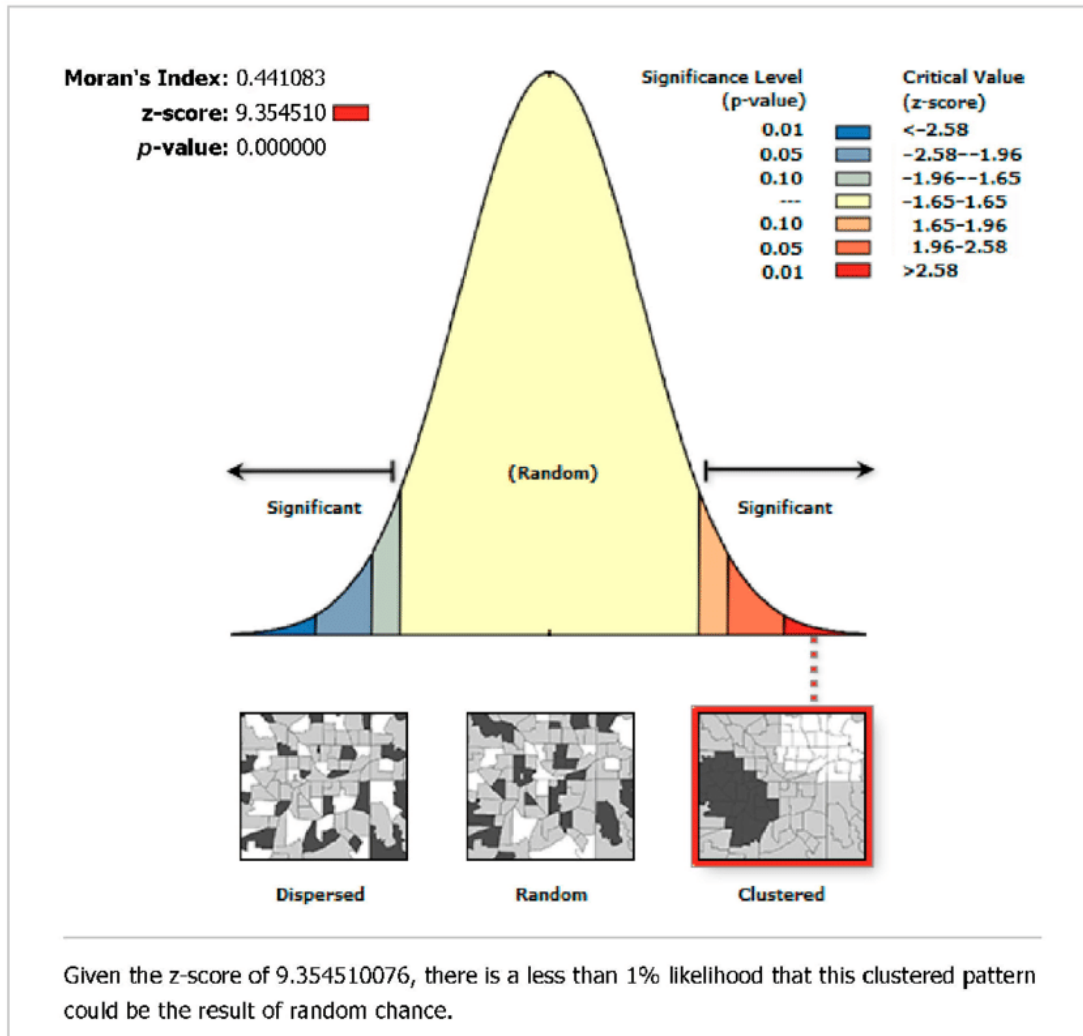 Moran's Index: 0.441083
z-score: 9.354510
p-value: 0.000000
Significance Level (p-value) Critical Value (z-score)
0.01 <-2.58
0.05 -2.58--1.96
0.10 -1.96--1.65
--- -1.65-1.65
0.10 1.65-1.96
0.05 1.96-2.58
0.01 >2.58
(Random)
Significant Significant
Dispersed Random Clustered
Given the z-score of 9.354510076, there is a less than 1% likelihood that this clustered pattern
could be the result of random chance.